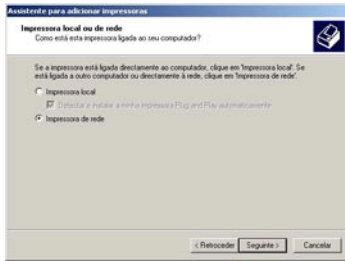 Assistente para adicionar impressoras
Impressora local ou de rede
Como está esta impressora ligada ao seu computador?
Se a impressora está ligada directamente ao computador, clique em 'Impressora local'. Se
está ligada a outro computador ou directamente à rede, clique em 'Impressora de rede'.
Impressora local
Detectar e instalar a minha impressora Plug and Play automaticamente
Impressora de rede
< Retroceder
Seguinte >
Cancelar